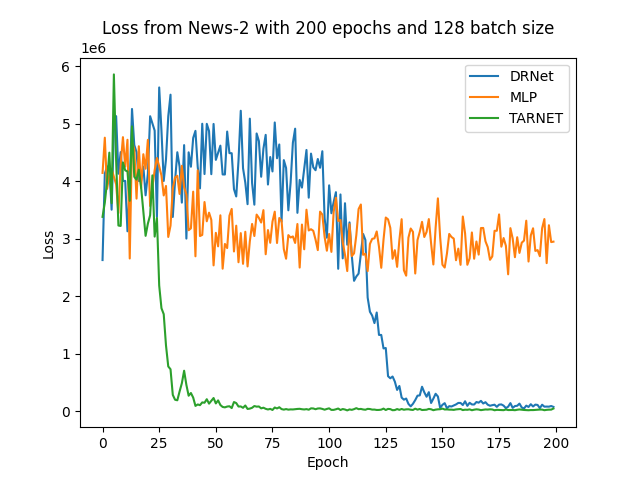 Loss from News-2 with 200 epochs and 128 batch size
1e6
6
5
4
3
2
1
0
Loss
DRNet
MLP
TARNET
0 25 50 75 100 125 150 175 200
Epoch